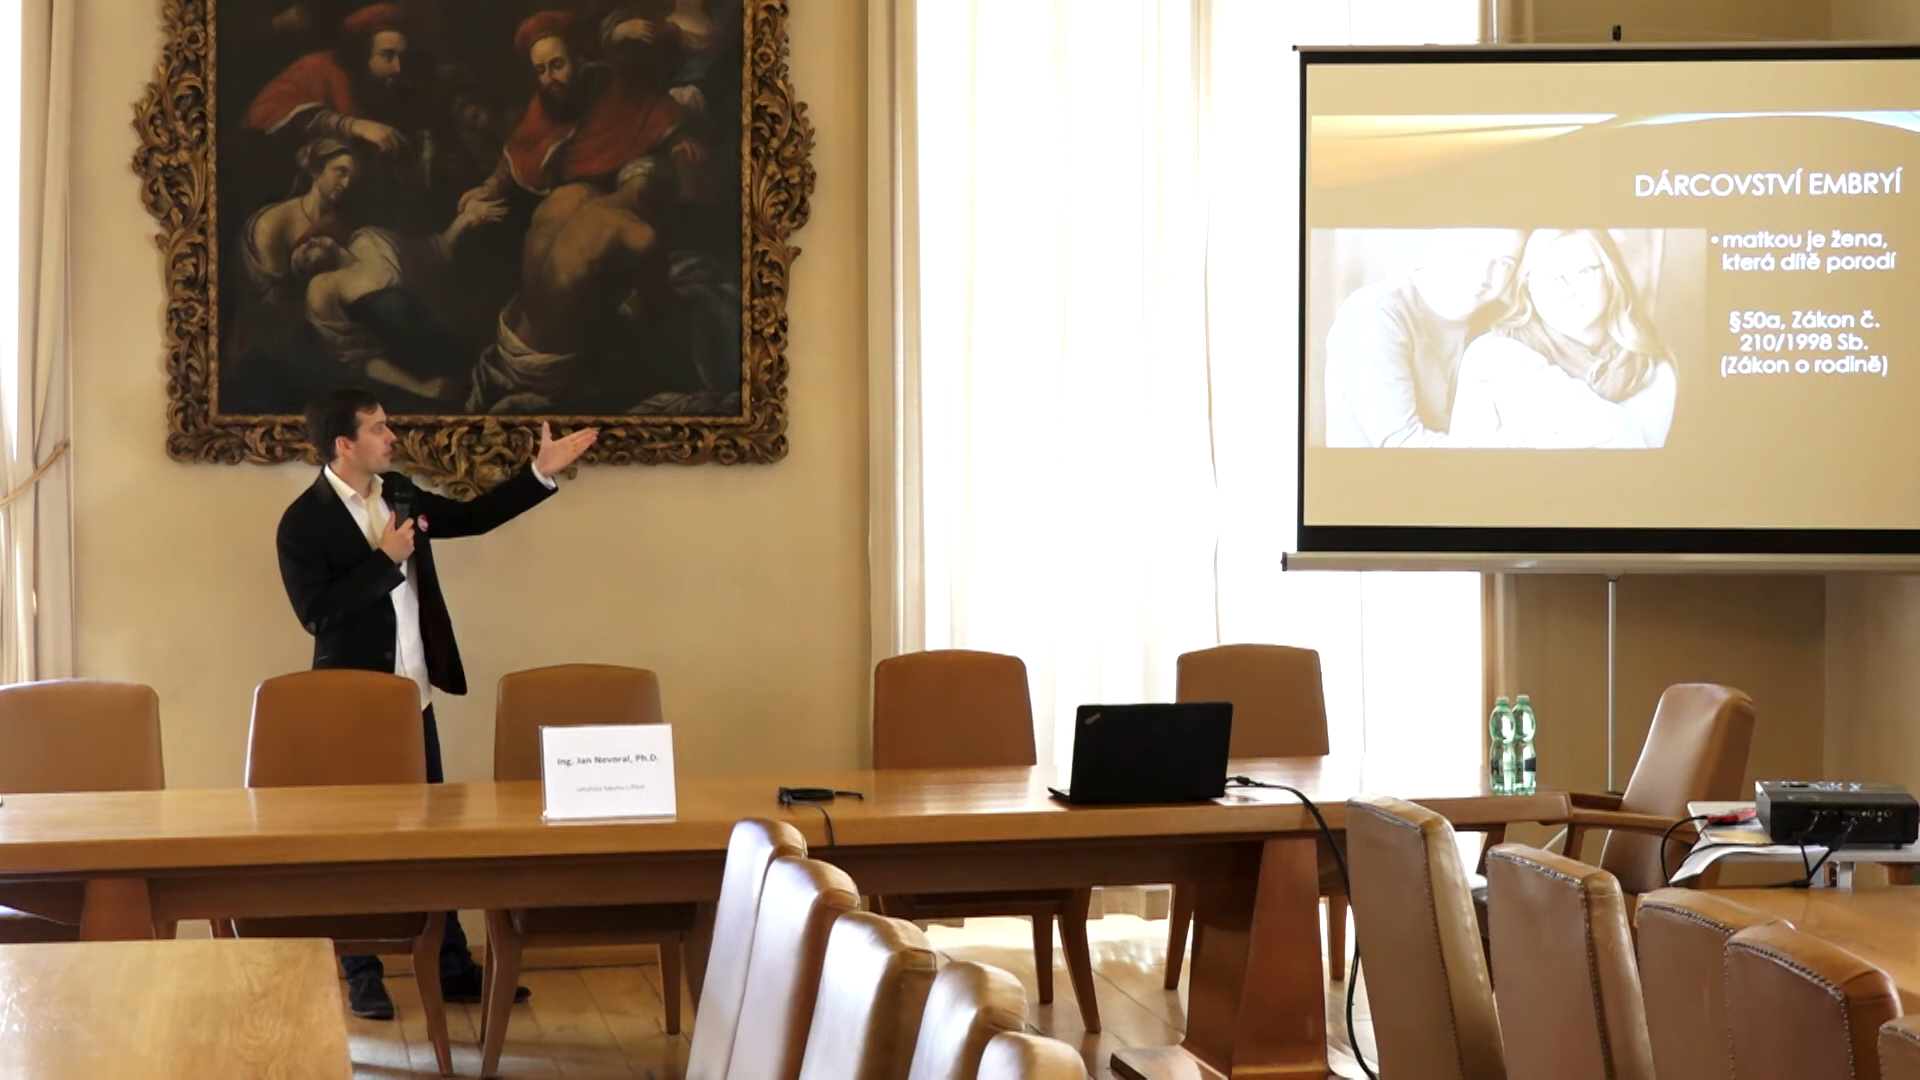 DÁRCOVSTVÍ EMBRYÍ
• matkou je žena,
která dítě porodí
§50a, Zákon č.
210/1998 Sb.
(Zákon o rodině)
Ing. Jan Nevoral, Ph.D.